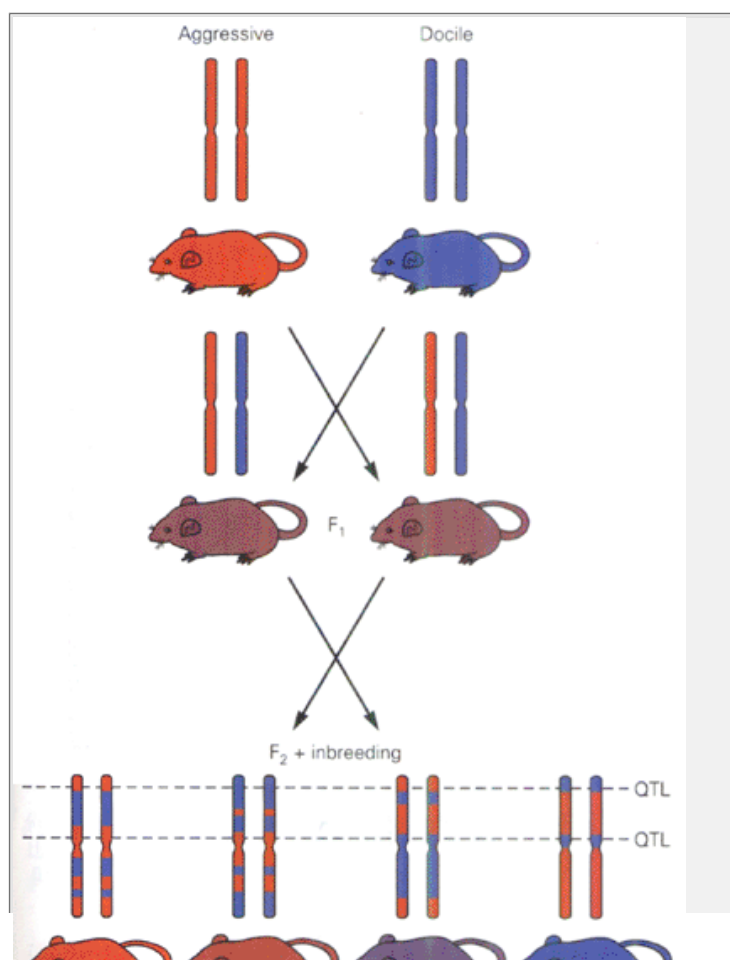 Aggressive
Docile
F1
F2 + inbreeding
QTL
QTL